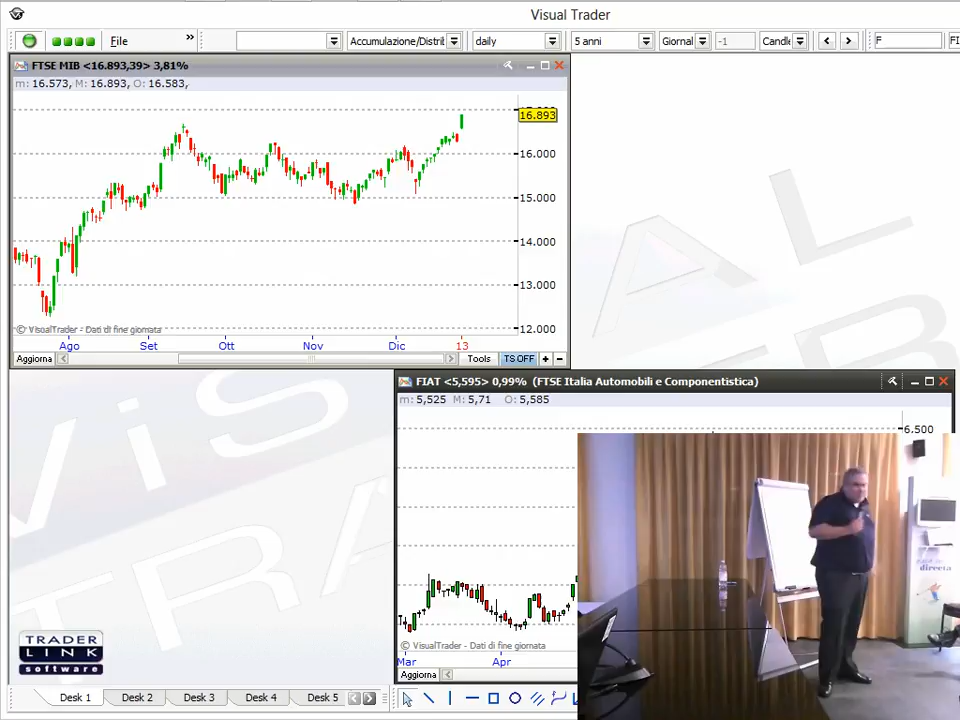 Visual Trader
File
»
Accumulazione/Distrit
daily
5 anni
Giornal
-1
Candle
F
FI
FTSE MIB <16.893,39> 3,81%
m: 16.573, M: 16.893, O: 16.583,
16.893
16.000
15.000
14.000
13.000
12.000
© VisualTrader - Dati di fine giornata
Ago Set Ott Nov Dic 13
Aggiorna
Tools
TS OFF
+
−
FIAT <5,595> 0,99% (FTSE Italia Automobili e Componentistica)
m: 5,525 M: 5,71 O: 5,585
6.500
© VisualTrader - Dati di fine giornata
Mar Apr
Aggiorna
directa
TRADER
LINK
software
Desk 1 Desk 2 Desk 3 Desk 4 Desk 5